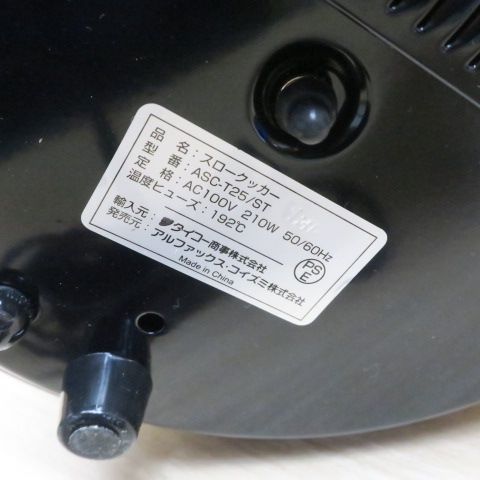 品　名：スロークッカー
型　番：ASC-T25/ST
定　格：AC100V 210W 50/60Hz
温度ヒューズ：192℃
輸入元：タイコー商事株式会社
発売元：アルファックス・コイズミ株式会社
Made in China
PS
E